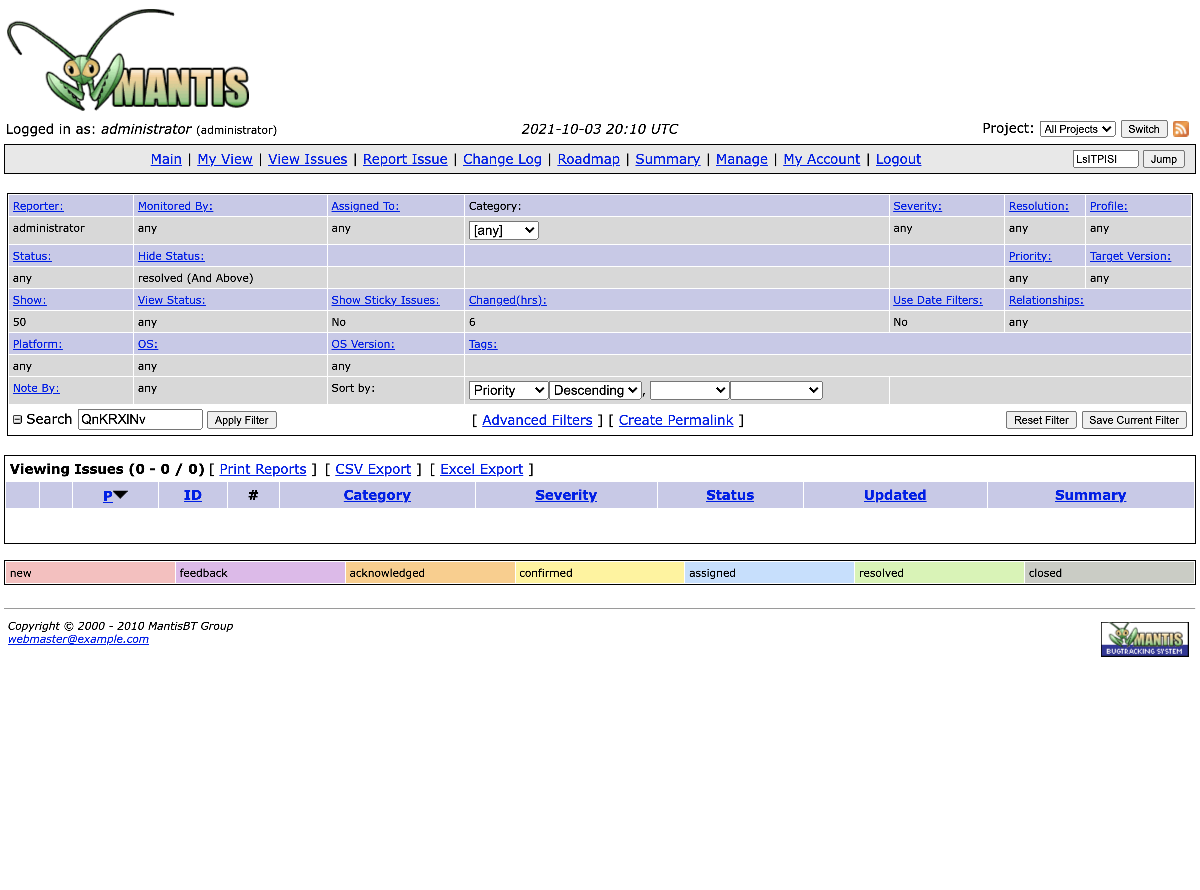 MANTIS
Logged in as: administrator (administrator) 2021-10-03 20:10 UTC Project: All Projects Switch
Main | My View | View Issues | Report Issue | Change Log | Roadmap | Summary | Manage | My Account | Logout LsITPISI Jump
Reporter: Monitored By: Assigned To: Category: Severity: Resolution: Profile:
administrator any any [any] any any any
Status: Hide Status: Priority: Target Version:
any resolved (And Above) any any
Show: View Status: Show Sticky Issues: Changed(hrs): Use Date Filters: Relationships:
50 any No 6 No any
Platform: OS: OS Version: Tags:
any any any
Note By: any Sort by: Priority Descending ,
Search QnKRXlNv Apply Filter [ Advanced Filters ] [ Create Permalink ] Reset Filter Save Current Filter
Viewing Issues (0 - 0 / 0) [ Print Reports ] [ CSV Export ] [ Excel Export ]
P ID # Category Severity Status Updated Summary
new feedback acknowledged confirmed assigned resolved closed
Copyright © 2000 - 2010 MantisBT Group
webmaster@example.com
MANTIS
BUGTRACKING SYSTEM